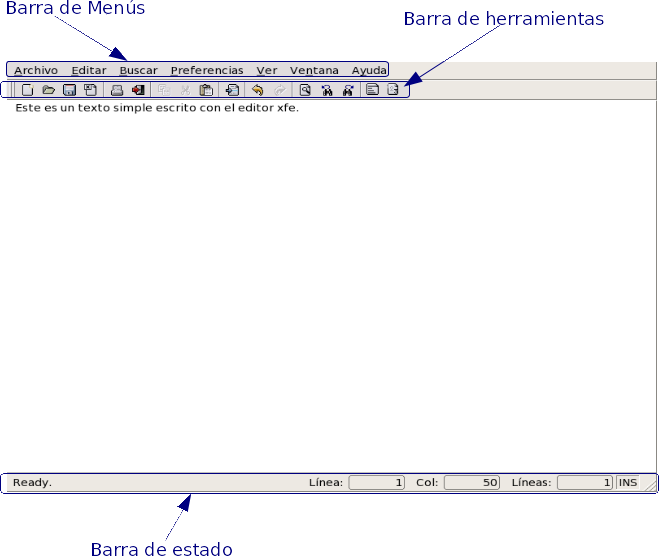 Barra de Menús
Barra de herramientas
Archivo Editar Buscar Preferencias Ver Ventana Ayuda
Este es un texto simple escrito con el editor xfe.
Ready. Línea: 1 Col: 50 Líneas: 1 INS
Barra de estado